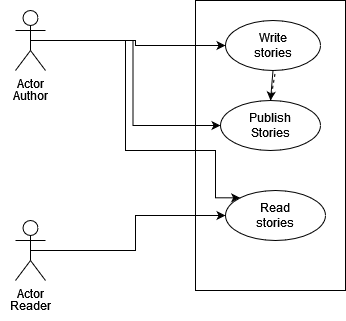 Write
stories
Actor
Author
Publish
Stories
Read
stories
Actor
Reader